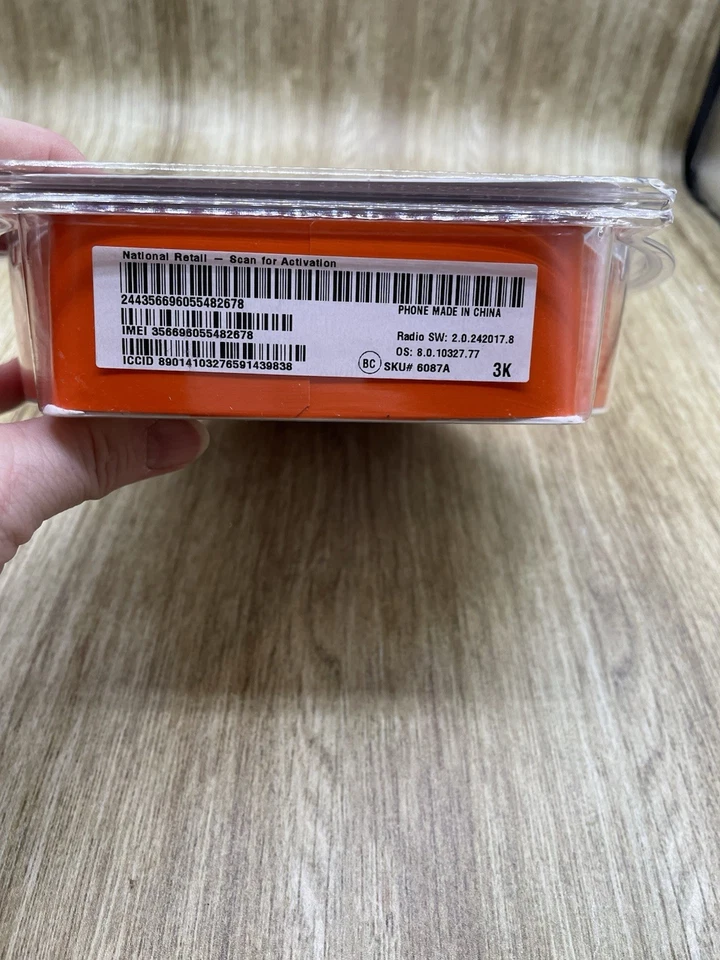 National Retail – Scan for Activation
244356696055482678
PHONE MADE IN CHINA
IMEI 356696055482678
Radio SW: 2.0.242017.8
OS: 8.0.10327.77
ICCID 89014103276591439838
BC SKU# 6087A
3K